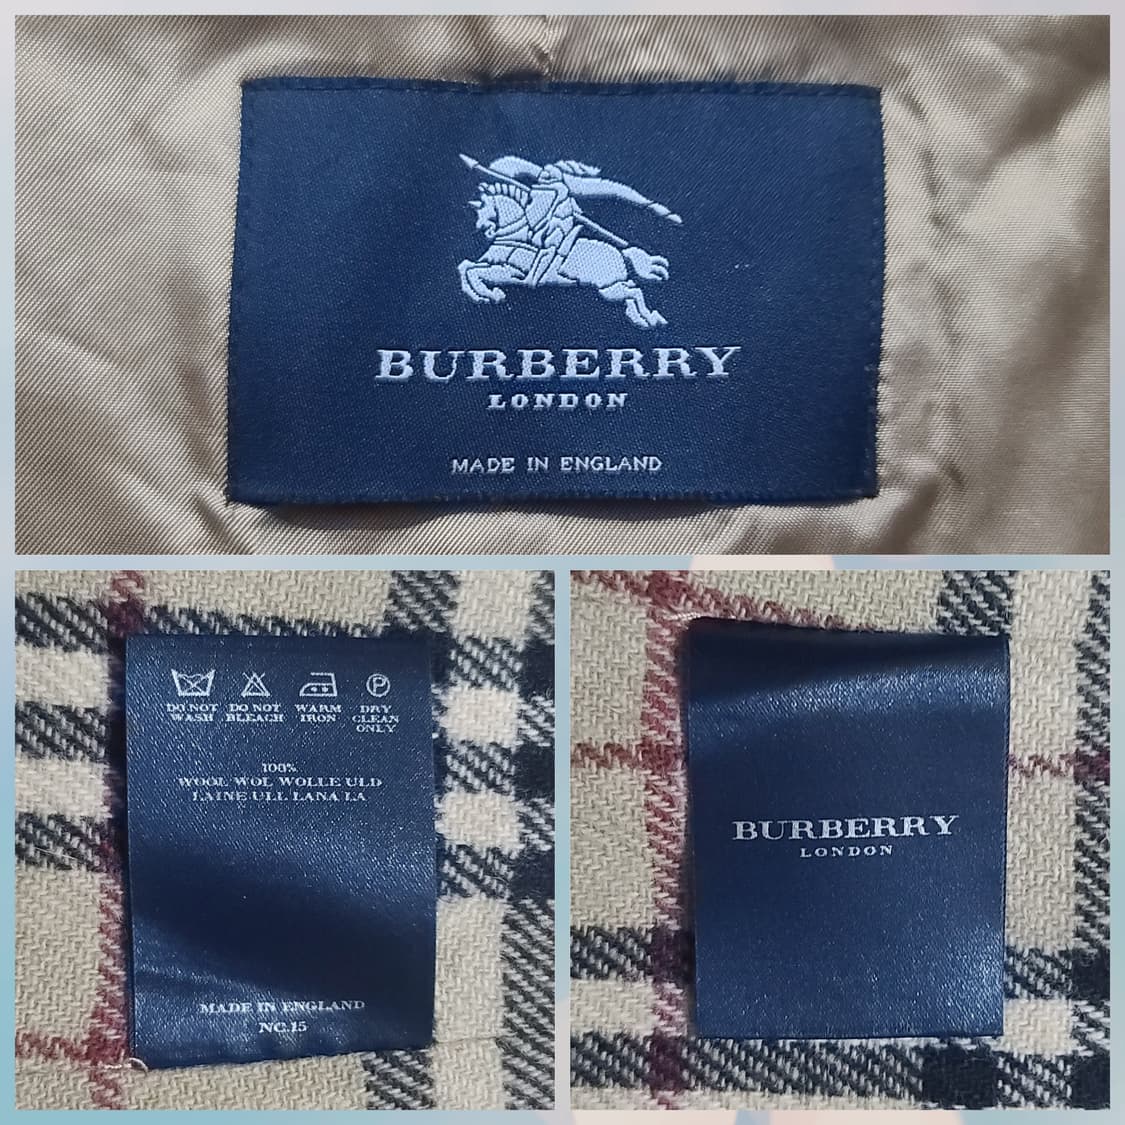 BURBERRY
LONDON
MADE IN ENGLAND
DO NOT WASH
DO NOT BLEACH
WARM IRON
P
DRY CLEAN ONLY
100%
WOOL WOL WOLLE ULD
LAINE ULL LANA LA
MADE IN ENGLAND
NC.15
BURBERRY
LONDON